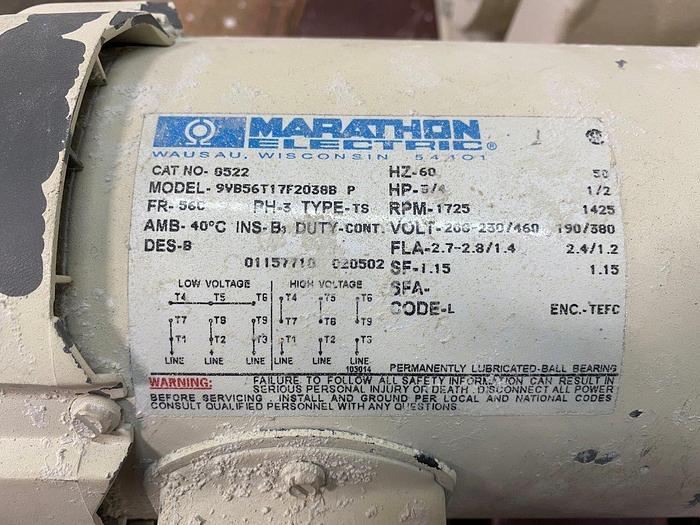 MARATHON
ELECTRIC®
WAUSAU, WISCONSIN 54401
CAT NO- G522 HZ-60 50
MODEL- 9VB56T17F2038B P HP-3/4 1/2
FR- 56C PH-3 TYPE-TS RPM-1725 1425
AMB- 40°C INS-B3 DUTY-CONT. VOLT-208-230/460 190/380
DES-B FLA-2.7-2.8/1.4 2.4/1.2
01157710 020502 SF-1.15 1.15
SFA-
CODE-L ENC.-TEFC
LOW VOLTAGE HIGH VOLTAGE
T4 T5 T6 T4 T5 T6
T7 T8 T9 T7 T8 T9
T1 T2 T3 T1 T2 T3
LINE LINE LINE LINE LINE LINE
103014 PERMANENTLY LUBRICATED-BALL BEARING
WARNING: FAILURE TO FOLLOW ALL SAFETY INFORMATION CAN RESULT IN
SERIOUS PERSONAL INJURY OR DEATH. DISCONNECT ALL POWER
BEFORE SERVICING. INSTALL AND GROUND PER LOCAL AND NATIONAL CODES
CONSULT QUALIFIED PERSONNEL WITH ANY QUESTIONS.